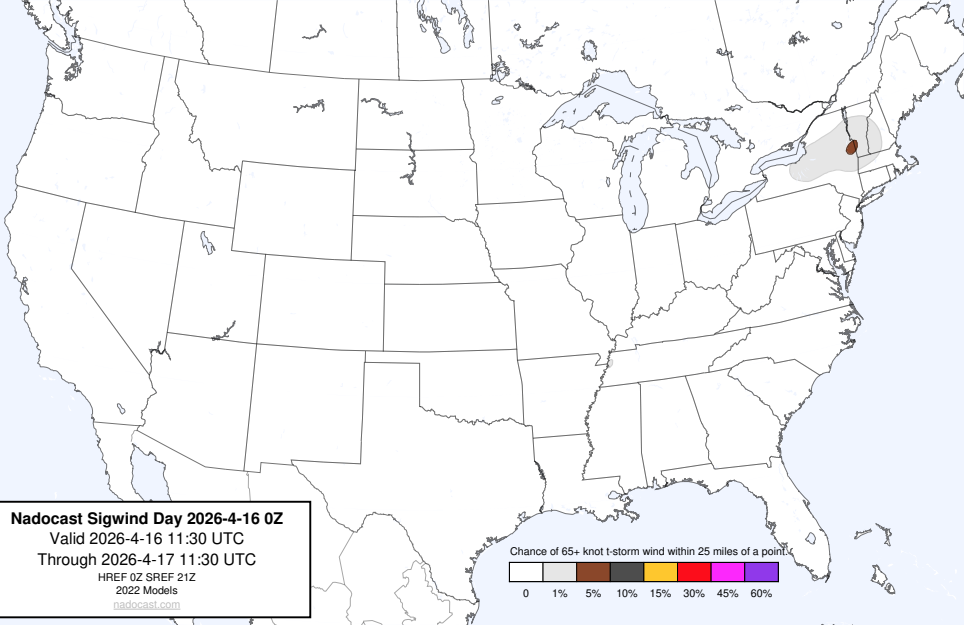 Nadocast Sigwind Day 2026-4-16 0Z
Valid 2026-4-16 11:30 UTC
Through 2026-4-17 11:30 UTC
HREF 0Z SREF 21Z
2022 Models
nadocast.com
Chance of 65+ knot t-storm wind within 25 miles of a point.
0 1% 5% 10% 15% 30% 45% 60%